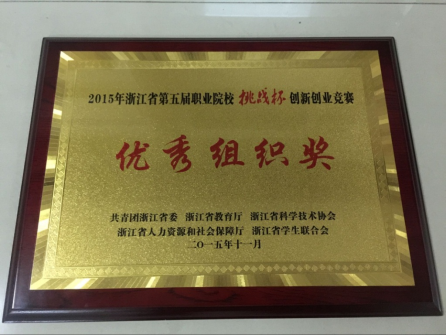 2015年浙江省第五届职业院校 挑战杯 创新创业竞赛
优秀组织奖
共青团浙江省委 浙江省教育厅 浙江省科学技术协会
浙江省人力资源和社会保障厅 浙江省学生联合会
二〇一五年十一月